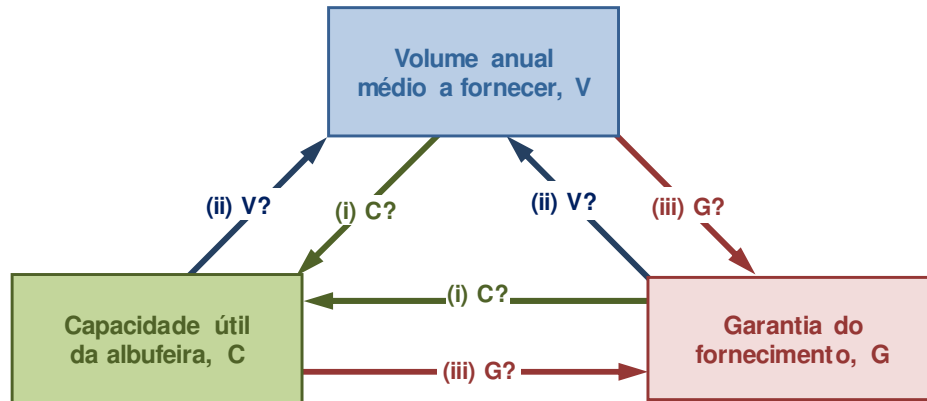 Volume anual
médio a fornecer, V
(ii) V?
(i) C?
(ii) V?
(iii) G?
(i) C?
Capacidade útil
da albufeira, C
Garantia do
fornecimento, G
(iii) G?